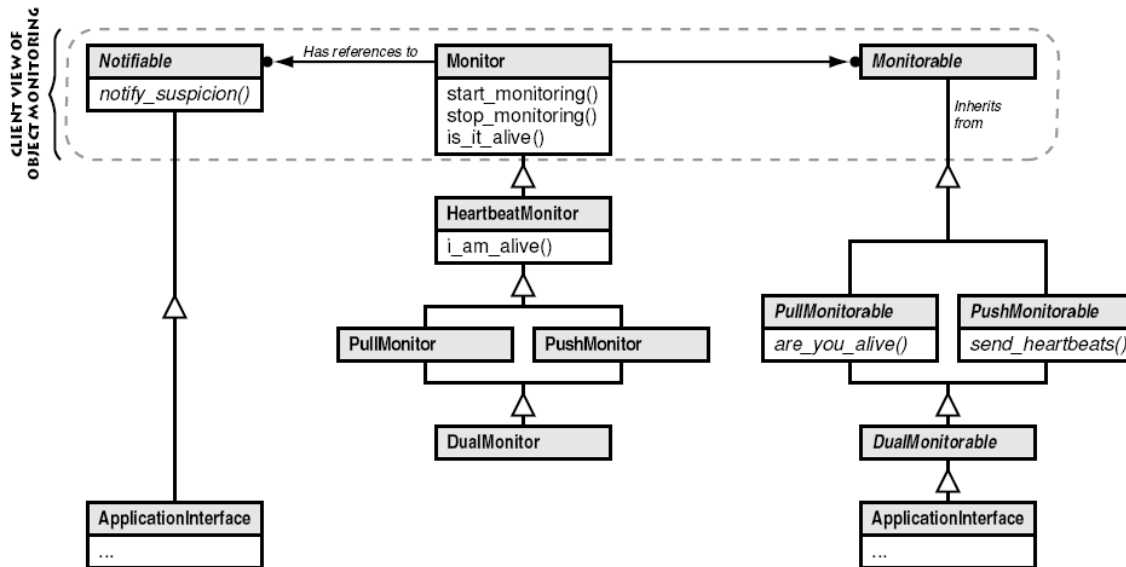 CLIENT VIEW OF
OBJECT MONITORING
Notifiable
notify_suspicion()
Has references to
Monitor
start_monitoring()
stop_monitoring()
is_it_alive()
Monitorable
Inherits
from
HeartbeatMonitor
i_am_alive()
PullMonitor
PushMonitor
DualMonitor
PullMonitorable
are_you_alive()
PushMonitorable
send_heartbeats()
DualMonitorable
ApplicationInterface
...
ApplicationInterface
...